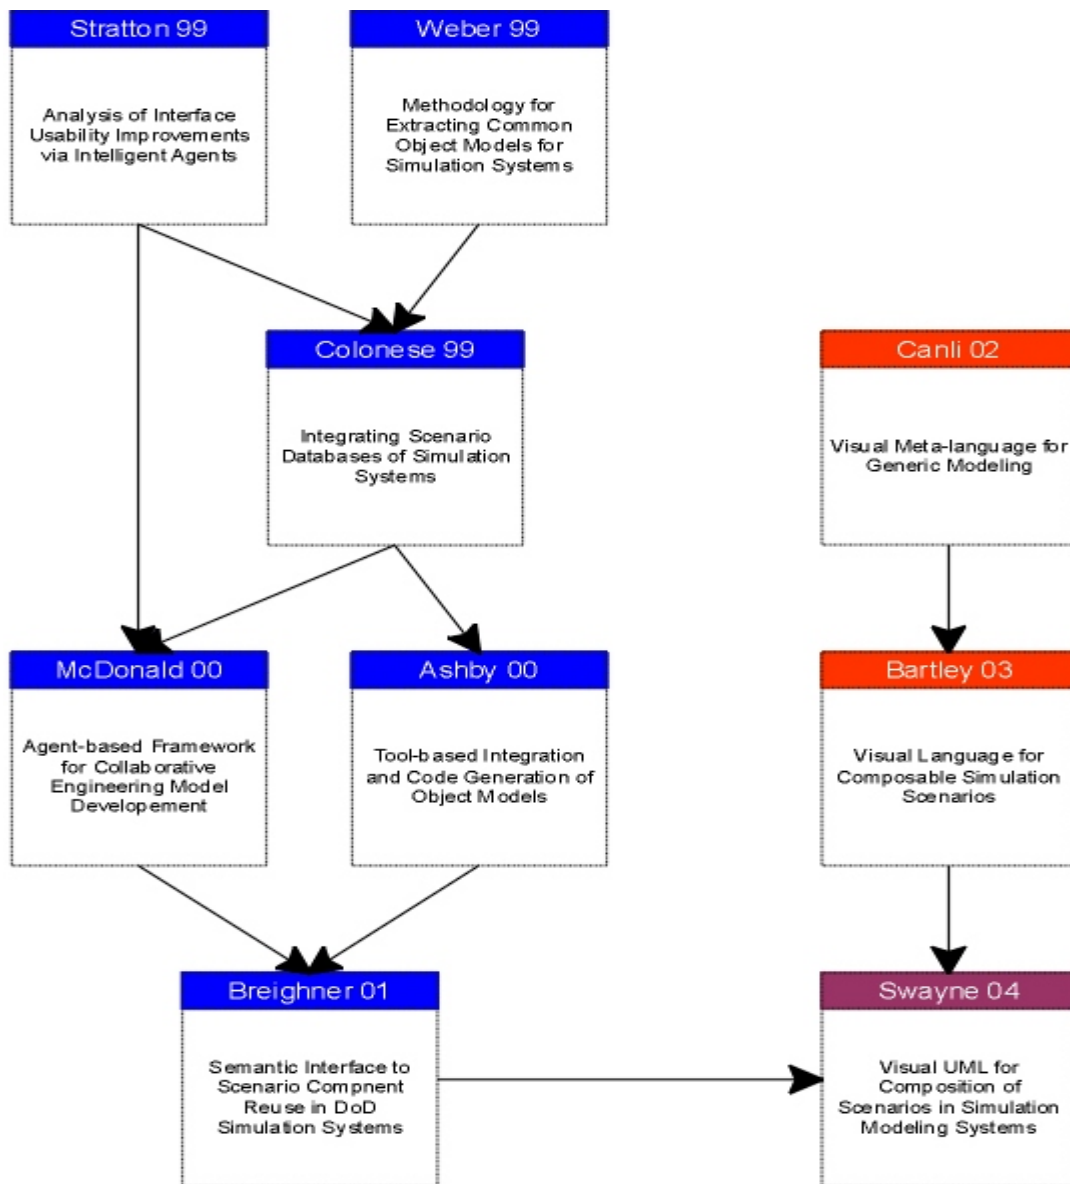 Stratton 99
Analysis of Interface
Usability Improvements
via Intelligent Agents
Weber 99
Methodology for
Extracting Common
Object Models for
Simulation Systems
Colonese 99
Integrating Scenario
Databases of Simulation
Systems
Canli 02
Visual Meta-language for
Generic Modeling
McDonald 00
Agent-based Framework
for Collaborative
Engineering Model
Developement
Ashby 00
Tool-based Integration
and Code Generation of
Object Models
Bartley 03
Visual Language for
Composable Simulation
Scenarios
Breighner 01
Semantic Interface to
Scenario Compnent
Reuse in DoD
Simulation Systems
Swayne 04
Visual UML for
Composition of
Scenarios in Simulation
Modeling Systems